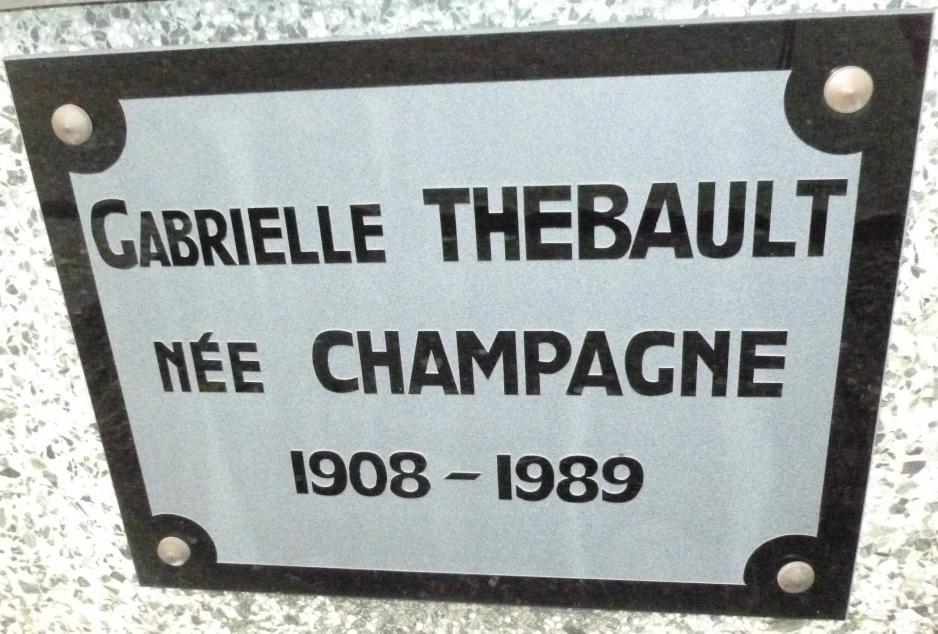 GABRIELLE THEBAULT
NÉE CHAMPAGNE
1908 - 1989